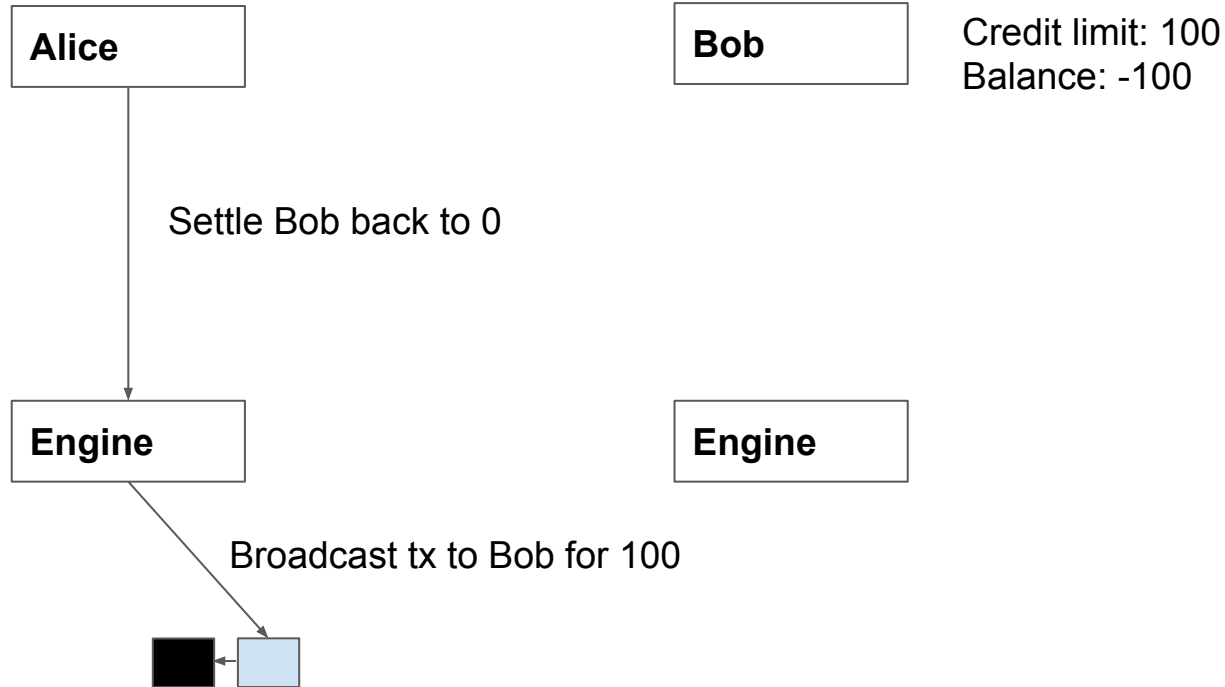 Alice
Bob
Credit limit: 100
Balance: -100
Settle Bob back to 0
Engine
Engine
Broadcast tx to Bob for 100